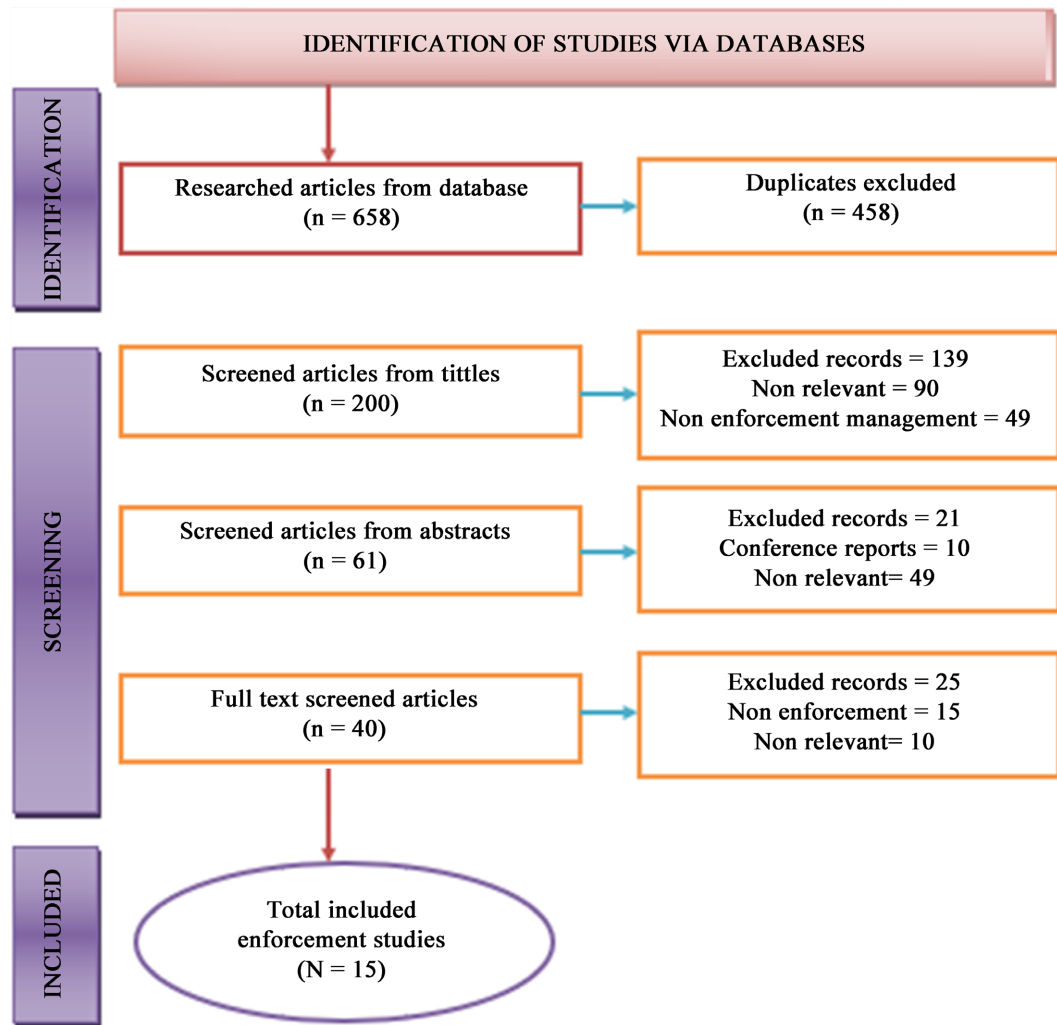 IDENTIFICATION OF STUDIES VIA DATABASES
IDENTIFICATION
Researched articles from database
(n = 658)
Duplicates excluded
(n = 458)
SCREENING
Screened articles from tittles
(n = 200)
Excluded records = 139
Non relevant = 90
Non enforcement management = 49
Screened articles from abstracts
(n = 61)
Excluded records = 21
Conference reports = 10
Non relevant= 49
Full text screened articles
(n = 40)
Excluded records = 25
Non enforcement = 15
Non relevant= 10
INCLUDED
Total included
enforcement studies
(N = 15)